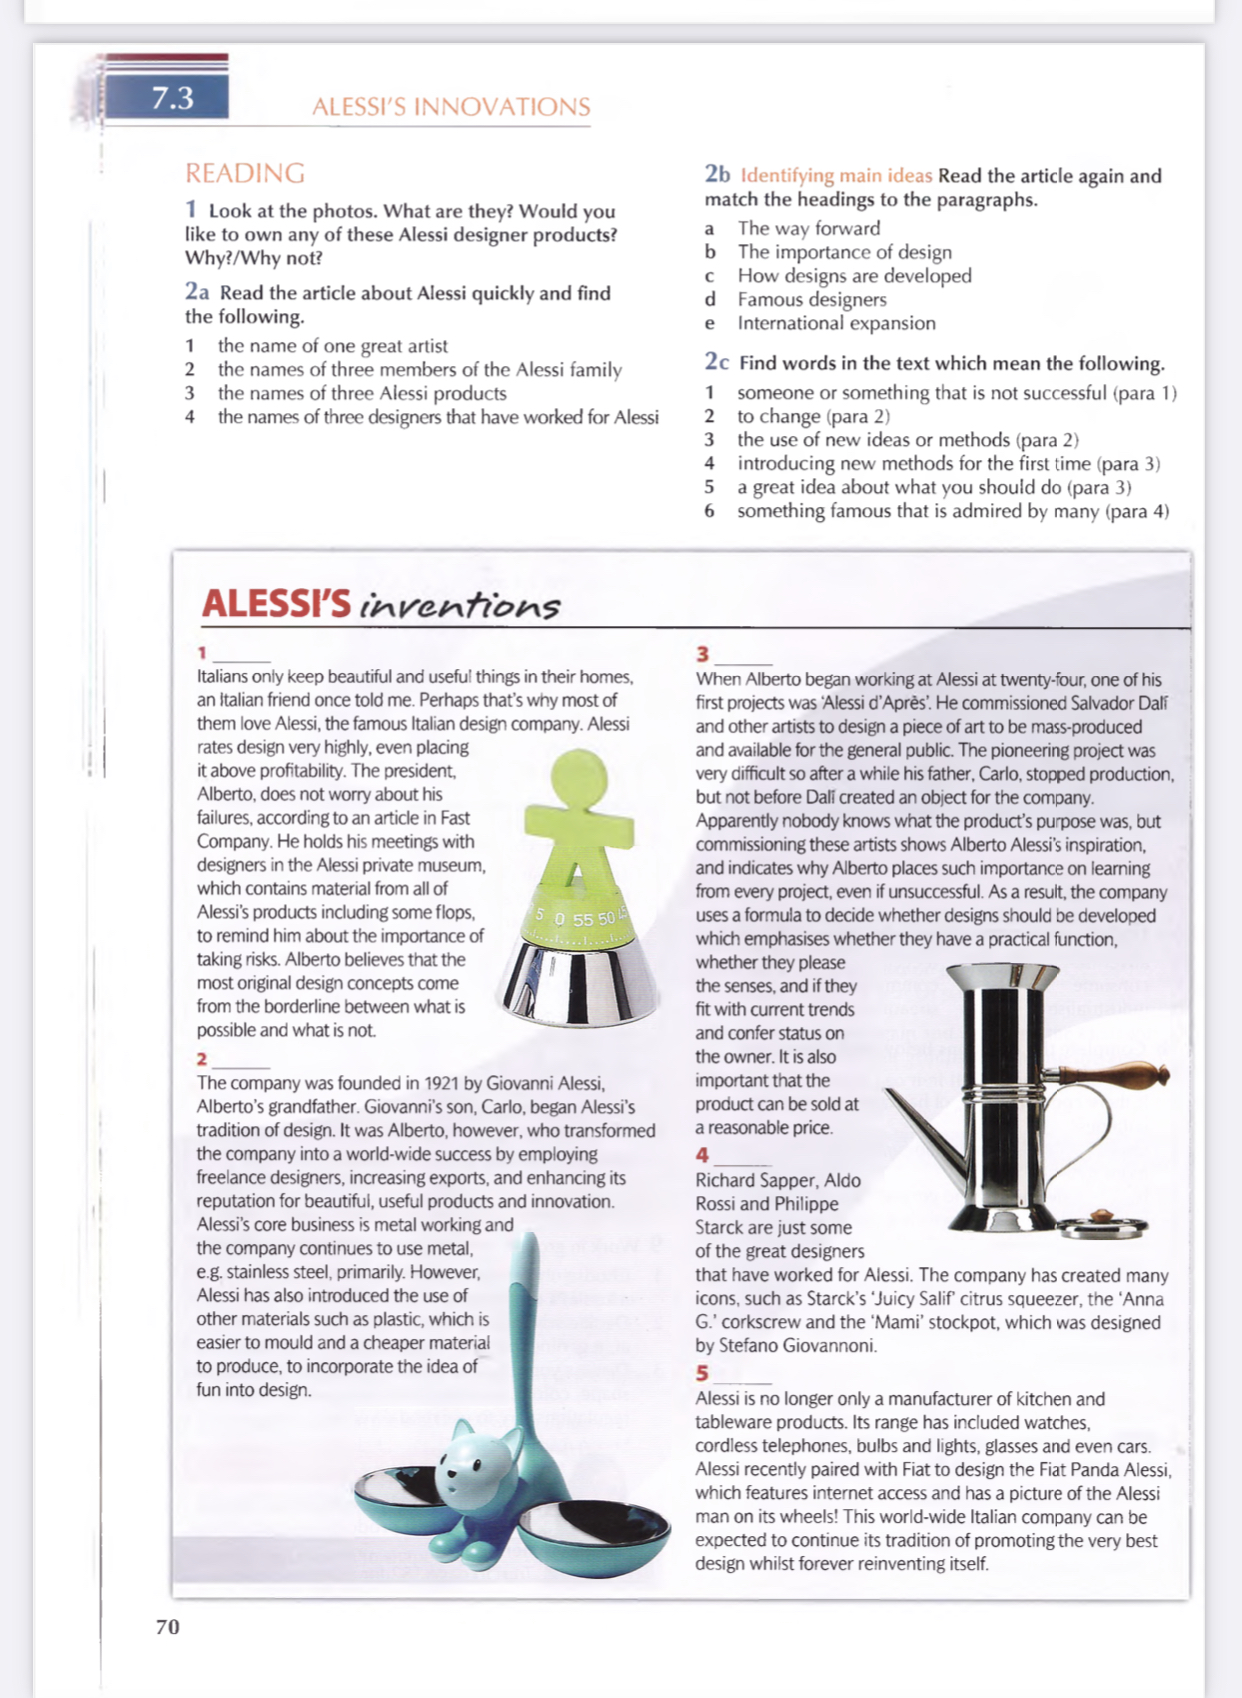 7.3
ALESSI'S INNOVATIONS
READING
1 Look at the photos. What are they? Would you
like to own any of these Alessi designer products?
Why?/Why not?
2a Read the article about Alessi quickly and find
the following.
1 the name of one great artist
2 the names of three members of the Alessi family
3 the names of three Alessi products
4 the names of three designers that have worked for Alessi
2b Identifying main ideas Read the article again and
match the headings to the paragraphs.
a The way forward
b The importance of design
c How designs are developed
d Famous designers
e International expansion
2c Find words in the text which mean the following.
1 someone or something that is not successful (para 1)
2 to change (para 2)
3 the use of new ideas or methods (para 2)
4 introducing new methods for the first time (para 3)
5 a great idea about what you should do (para 3)
6 something famous that is admired by many (para 4)
ALESSI'S inventions
1
Italians only keep beautiful and useful things in their homes,
an Italian friend once told me. Perhaps that's why most of
them love Alessi, the famous Italian design company. Alessi
rates design very highly, even placing
it above profitability. The president,
Alberto, does not worry about his
failures, according to an article in Fast
Company. He holds his meetings with
designers in the Alessi private museum,
which contains material from all of
Alessi's products including some flops,
to remind him about the importance of
taking risks. Alberto believes that the
most original design concepts come
from the borderline between what is
possible and what is not.
5 0 55 50 45
2
The company was founded in 1921 by Giovanni Alessi,
Alberto's grandfather. Giovanni's son, Carlo, began Alessi's
tradition of design. It was Alberto, however, who transformed
the company into a world-wide success by employing
freelance designers, increasing exports, and enhancing its
reputation for beautiful, useful products and innovation.
Alessi's core business is metal working and
the company continues to use metal,
e.g. stainless steel, primarily. However,
Alessi has also introduced the use of
other materials such as plastic, which is
easier to mould and a cheaper material
to produce, to incorporate the idea of
fun into design.
3
When Alberto began working at Alessi at twenty-four, one of his
first projects was 'Alessi d'Après'. He commissioned Salvador Dalí
and other artists to design a piece of art to be mass-produced
and available for the general public. The pioneering project was
very difficult so after a while his father, Carlo, stopped production,
but not before Dalí created an object for the company.
Apparently nobody knows what the product's purpose was, but
commissioning these artists shows Alberto Alessi's inspiration,
and indicates why Alberto places such importance on learning
from every project, even if unsuccessful. As a result, the company
uses a formula to decide whether designs should be developed
which emphasises whether they have a practical function,
whether they please
the senses, and if they
fit with current trends
and confer status on
the owner. It is also
important that the
product can be sold at
a reasonable price.
4
Richard Sapper, Aldo
Rossi and Philippe
Starck are just some
of the great designers
that have worked for Alessi. The company has created many
icons, such as Starck's 'Juicy Salif' citrus squeezer, the 'Anna
G.' corkscrew and the 'Mami' stockpot, which was designed
by Stefano Giovannoni.
5
Alessi is no longer only a manufacturer of kitchen and
tableware products. Its range has included watches,
cordless telephones, bulbs and lights, glasses and even cars.
Alessi recently paired with Fiat to design the Fiat Panda Alessi,
which features internet access and has a picture of the Alessi
man on its wheels! This world-wide Italian company can be
expected to continue its tradition of promoting the very best
design whilst forever reinventing itself.
70